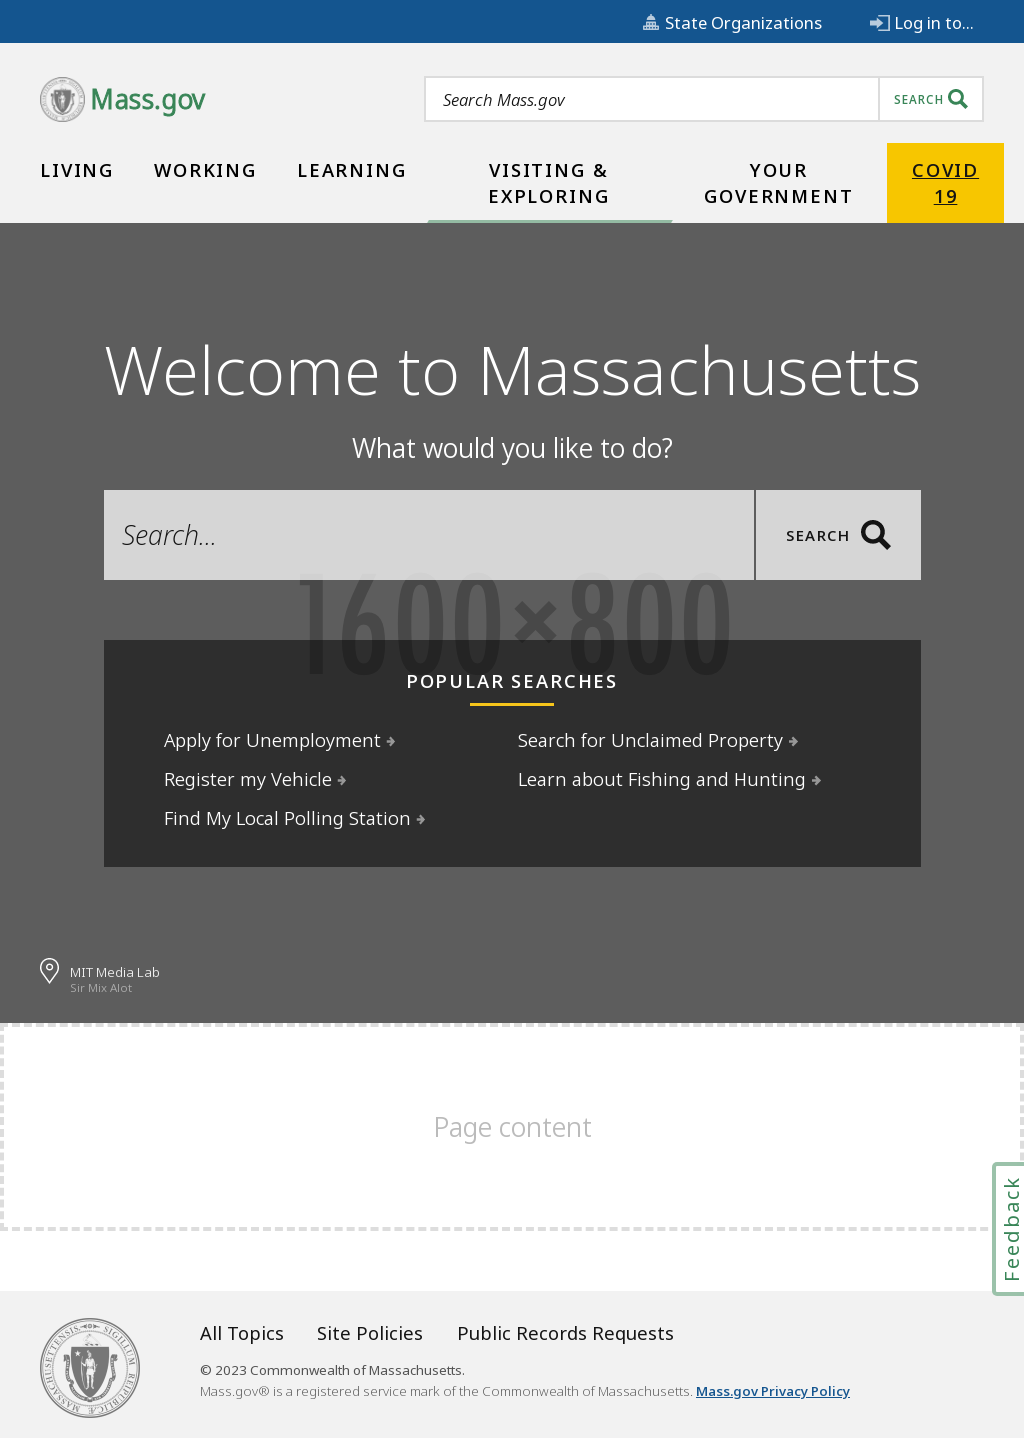 State Organizations
Log in to...
Mass.gov
Search Mass.gov
SEARCH
LIVING
WORKING
LEARNING
VISITING &
EXPLORING
YOUR
GOVERNMENT
COVID
19
Welcome to Massachusetts
What would you like to do?
Search...
SEARCH
1600×800
POPULAR SEARCHES
Apply for Unemployment
Search for Unclaimed Property
Register my Vehicle
Learn about Fishing and Hunting
Find My Local Polling Station
MIT Media Lab
Sir Mix Alot
Page content
Feedback
All Topics
Site Policies
Public Records Requests
© 2023 Commonwealth of Massachusetts.
Mass.gov® is a registered service mark of the Commonwealth of Massachusetts. Mass.gov Privacy Policy